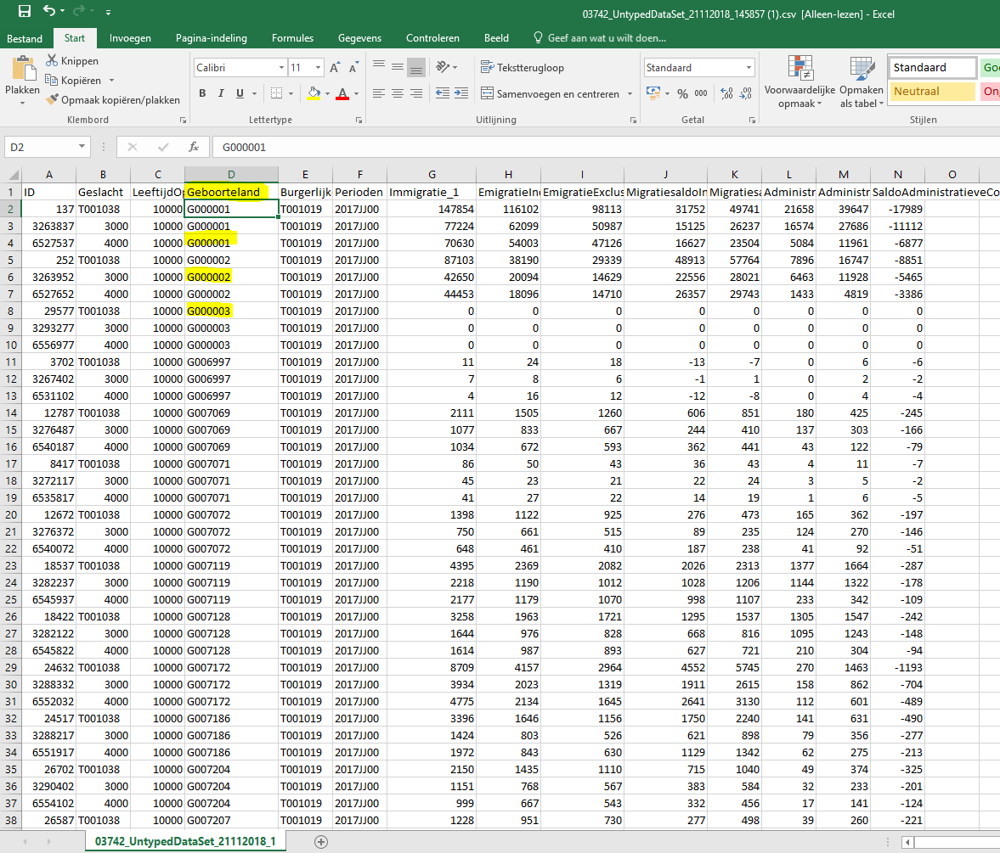 03742_UntypedDataSet_21112018_145857 (1).csv [Alleen-lezen] - Excel
Bestand Start Invoegen Pagina-indeling Formules Gegevens Controleren Beeld Geef aan wat u wilt doen...
Plakken Knippen Kopiëren Opmaak kopiëren/plakken
Calibri 11 A A
B I U A
Tekstterugloop
Samenvoegen en centreren
Standaard
% 000
Voorwaardelijke opmaak Opmaken als tabel
Standaard Goe
Neutraal On
Klembord Lettertype Uitlijning Getal Stijlen
D2 fx G000001
A B C D E F G H I J K L M N O
1 ID Geslacht LeeftijdO Geboorteland Burgerlijk Perioden Immigratie_1 EmigratieIn EmigratieExclus MigratiesaldoIn Migratiesa Administr Administr SaldoAdministratieveCo
2 137 T001038 10000 G000001 T001019 2017JJ00 147854 116102 98113 31752 49741 21658 39647 -17989
3 3263837 3000 10000 G000001 T001019 2017JJ00 77224 62099 50987 15125 26237 16574 27686 -11112
4 6527537 4000 10000 G000001 T001019 2017JJ00 70630 54003 47126 16627 23504 5084 11961 -6877
5 252 T001038 10000 G000002 T001019 2017JJ00 87103 38190 29339 48913 57764 7896 16747 -8851
6 3263952 3000 10000 G000002 T001019 2017JJ00 42650 20094 14629 22556 28021 6463 11928 -5465
7 6527652 4000 10000 G000002 T001019 2017JJ00 44453 18096 14710 26357 29743 1433 4819 -3386
8 29577 T001038 10000 G000003 T001019 2017JJ00 0 0 0 0 0 0 0 0
9 3293277 3000 10000 G000003 T001019 2017JJ00 0 0 0 0 0 0 0 0
10 6556977 4000 10000 G000003 T001019 2017JJ00 0 0 0 0 0 0 0 0
11 3702 T001038 10000 G006997 T001019 2017JJ00 11 24 18 -13 -7 0 6 -6
12 3267402 3000 10000 G006997 T001019 2017JJ00 7 8 6 -1 1 0 2 -2
13 6531102 4000 10000 G006997 T001019 2017JJ00 4 16 12 -12 -8 0 4 -4
14 12787 T001038 10000 G007069 T001019 2017JJ00 2111 1505 1260 606 851 180 425 -245
15 3276487 3000 10000 G007069 T001019 2017JJ00 1077 833 667 244 410 137 303 -166
16 6540187 4000 10000 G007069 T001019 2017JJ00 1034 672 593 362 441 43 122 -79
17 8417 T001038 10000 G007071 T001019 2017JJ00 86 50 43 36 43 4 11 -7
18 3272117 3000 10000 G007071 T001019 2017JJ00 45 23 21 22 24 3 5 -2
19 6535817 4000 10000 G007071 T001019 2017JJ00 41 27 22 14 19 1 6 -5
20 12672 T001038 10000 G007072 T001019 2017JJ00 1398 1122 925 276 473 165 362 -197
21 3276372 3000 10000 G007072 T001019 2017JJ00 750 661 515 89 235 124 270 -146
22 6540072 4000 10000 G007072 T001019 2017JJ00 648 461 410 187 238 41 92 -51
23 18537 T001038 10000 G007119 T001019 2017JJ00 4395 2369 2082 2026 2313 1377 1664 -287
24 3282237 3000 10000 G007119 T001019 2017JJ00 2218 1190 1012 1028 1206 1144 1322 -178
25 6545937 4000 10000 G007119 T001019 2017JJ00 2177 1179 1070 998 1107 233 342 -109
26 18422 T001038 10000 G007128 T001019 2017JJ00 3258 1963 1721 1295 1537 1305 1547 -242
27 3282122 3000 10000 G007128 T001019 2017JJ00 1644 976 828 668 816 1095 1243 -148
28 6545822 4000 10000 G007128 T001019 2017JJ00 1614 987 893 627 721 210 304 -94
29 24632 T001038 10000 G007172 T001019 2017JJ00 8709 4157 2964 4552 5745 270 1463 -1193
30 3288332 3000 10000 G007172 T001019 2017JJ00 3934 2023 1319 1911 2615 158 862 -704
31 6552032 4000 10000 G007172 T001019 2017JJ00 4775 2134 1645 2641 3130 112 601 -489
32 24517 T001038 10000 G007186 T001019 2017JJ00 3396 1646 1156 1750 2240 141 631 -490
33 3288217 3000 10000 G007186 T001019 2017JJ00 1424 803 526 621 898 79 356 -277
34 6551917 4000 10000 G007186 T001019 2017JJ00 1972 843 630 1129 1342 62 275 -213
35 26702 T001038 10000 G007204 T001019 2017JJ00 2150 1435 1110 715 1040 49 374 -325
36 3290402 3000 10000 G007204 T001019 2017JJ00 1151 768 567 383 584 32 233 -201
37 6554102 4000 10000 G007204 T001019 2017JJ00 999 667 543 332 456 17 141 -124
38 26587 T001038 10000 G007207 T001019 2017JJ00 1228 951 730 277 498 39 260 -221
03742_UntypedDataSet_21112018_1